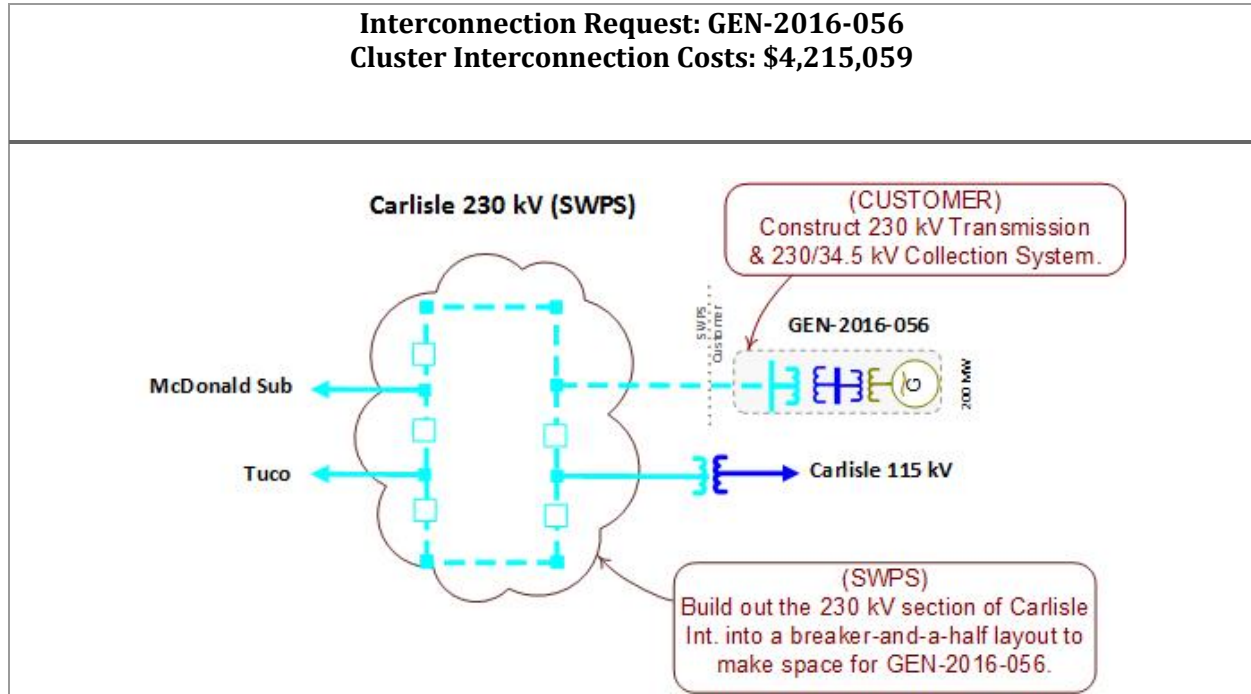 Interconnection Request: GEN-2016-056
Cluster Interconnection Costs: $4,215,059
Carlisle 230 kV (SWPS)
(CUSTOMER)
Construct 230 kV Transmission
& 230/34.5 kV Collection System.
SWPS
Customer
GEN-2016-056
McDonald Sub
G
200 MW
Tuco
Carlisle 115 kV
(SWPS)
Build out the 230 kV section of Carlisle
Int. into a breaker-and-a-half layout to
make space for GEN-2016-056.